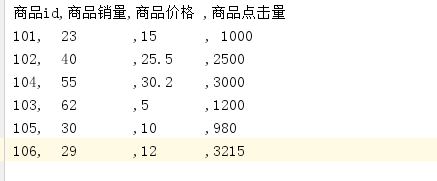 商品id,商品销量,商品价格 ,商品点击量
101,  23      ,15     , 1000
102,  40      ,25.5   ,2500
104,  55      ,30.2   ,3000
103,  62      ,5      ,1200
105,  30      ,10     ,980
106,  29      ,12     ,3215